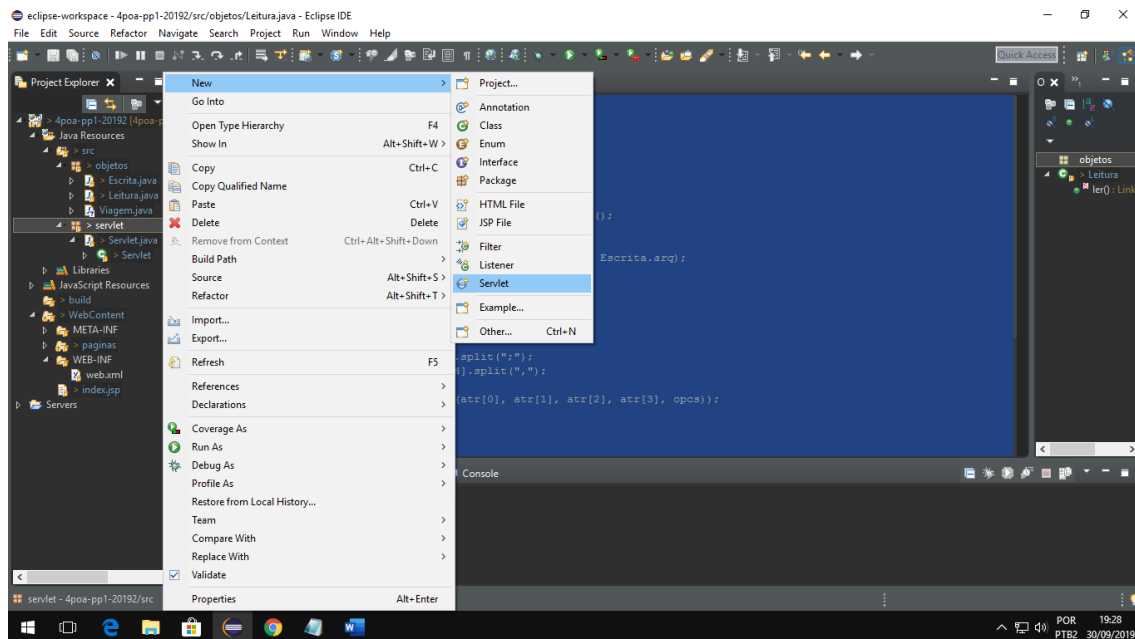 eclipse-workspace - 4poa-pp1-20192/src/objetos/Leitura.java - Eclipse IDE
File Edit Source Refactor Navigate Search Project Run Window Help
Quick Access
Project Explorer
> 4poa-pp1-20192 [4poa-p
Java Resources
> src
> objetos
> Escrita.java
> Leitura.java
Viagem.java
> servlet
> Servlet.java
> Servlet
Libraries
JavaScript Resources
> build
> WebContent
META-INF
> paginas
WEB-INF
web.xml
> index.jsp
Servers
New
Go Into
Open Type Hierarchy F4
Show In Alt+Shift+W >
Copy Ctrl+C
Copy Qualified Name
Paste Ctrl+V
Delete Delete
Remove from Context Ctrl+Alt+Shift+Down
Build Path
Source Alt+Shift+S >
Refactor Alt+Shift+T >
Import...
Export...
Refresh F5
References
Declarations
Coverage As
Run As
Debug As
Profile As
Restore from Local History...
Team
Compare With
Replace With
Validate
Properties Alt+Enter
Project...
Annotation
Class
Enum
Interface
Package
HTML File
JSP File
Filter
Listener
Servlet
Example...
Other... Ctrl+N
();
Escrita.arq);
.split(";");
4].split(",");
(atr[0], atr[1], atr[2], atr[3], opcs));
O
objetos
> Leitura
ler() : Link
Console
servlet - 4poa-pp1-20192/src
POR 19:28
PTB2 30/09/2019